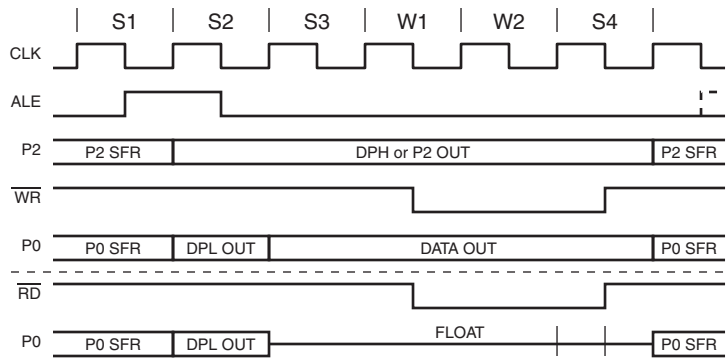 S1 S2 S3 W1 W2 S4
CLK
ALE
P2 P2 SFR DPH or P2 OUT P2 SFR
WR
P0 P0 SFR DPL OUT DATA OUT P0 SFR
RD
P0 P0 SFR DPL OUT FLOAT P0 SFR